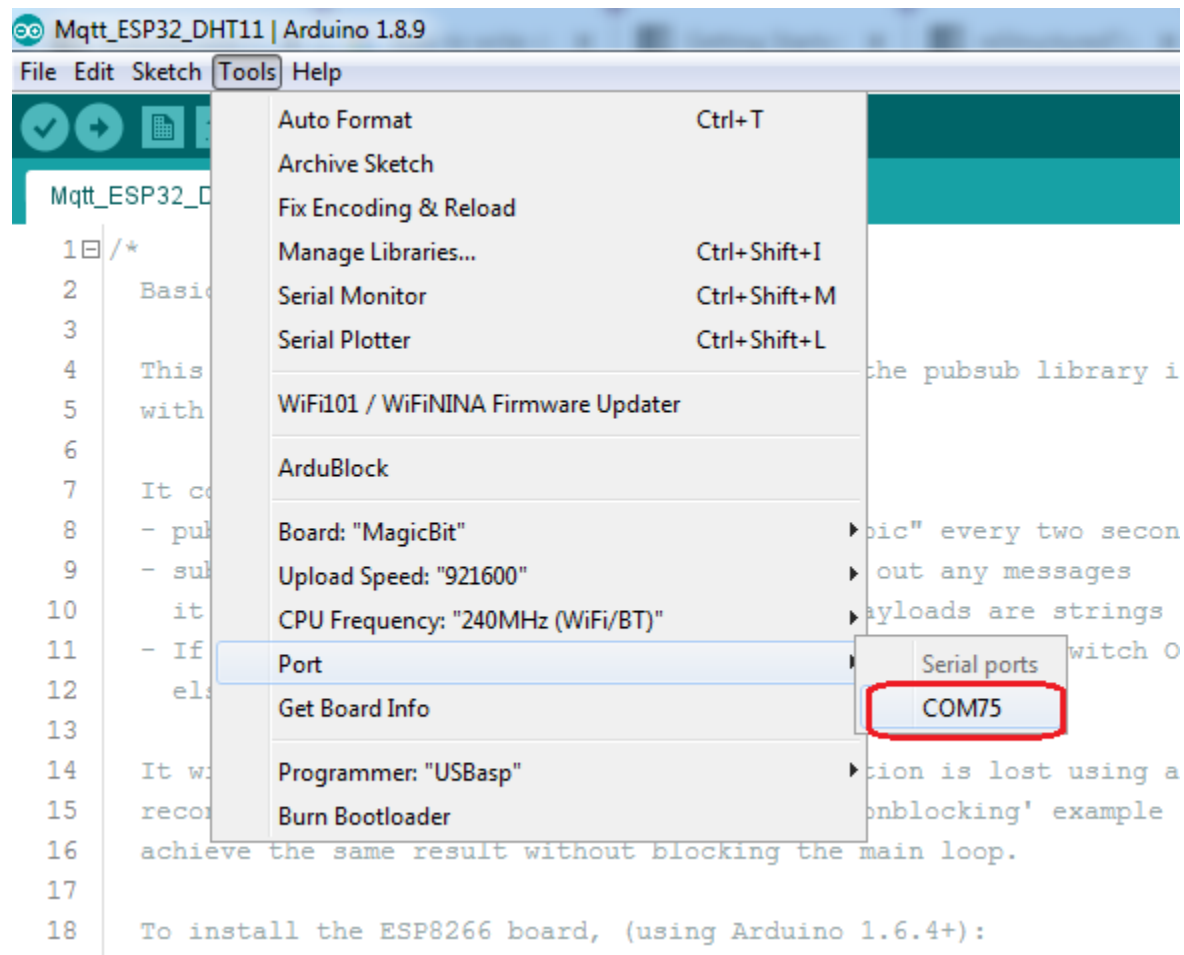 Mqtt_ESP32_DHT11 | Arduino 1.8.9
File Edit Sketch Tools Help
Auto Format Ctrl+T
Archive Sketch
Mqtt_ESP32_D
Fix Encoding & Reload
1 /*
Manage Libraries... Ctrl+Shift+I
2 Basic
Serial Monitor Ctrl+Shift+M
3
Serial Plotter Ctrl+Shift+L
4 This the pubsub library i
5 with
WiFi101 / WiFiNINA Firmware Updater
6
ArduBlock
7 It co
8 - pub pic" every two secon
Board: "MagicBit"
9 - sub out any messages
Upload Speed: "921600"
10 it ayloads are strings
CPU Frequency: "240MHz (WiFi/BT)"
11 - If witch O
Port
Serial ports
12 els
Get Board Info
COM75
13
14 It wi tion is lost using a
Programmer: "USBasp"
15 recon onblocking' example
Burn Bootloader
16 achieve the same result without blocking the main loop.
17
18 To install the ESP8266 board, (using Arduino 1.6.4+):